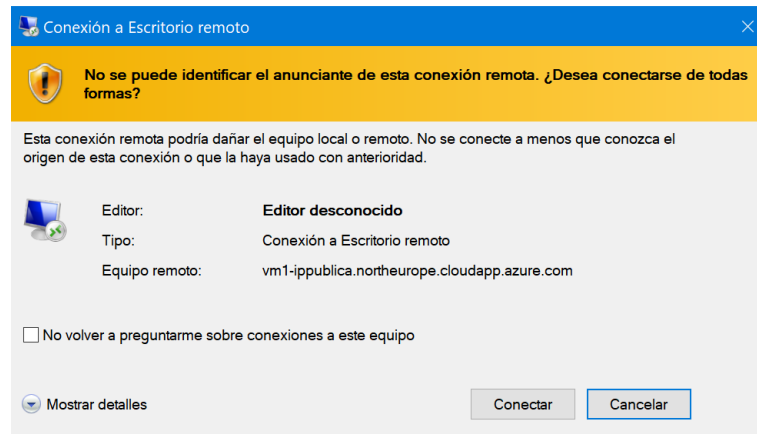 Conexión a Escritorio remoto
No se puede identificar el anunciante de esta conexión remota. ¿Desea conectarse de todas
formas?
Esta conexión remota podría dañar el equipo local o remoto. No se conecte a menos que conozca el
origen de esta conexión o que la haya usado con anterioridad.
Editor: Editor desconocido
Tipo: Conexión a Escritorio remoto
Equipo remoto: vm1-ippublica.northeurope.cloudapp.azure.com
No volver a preguntarme sobre conexiones a este equipo
Mostrar detalles Conectar Cancelar